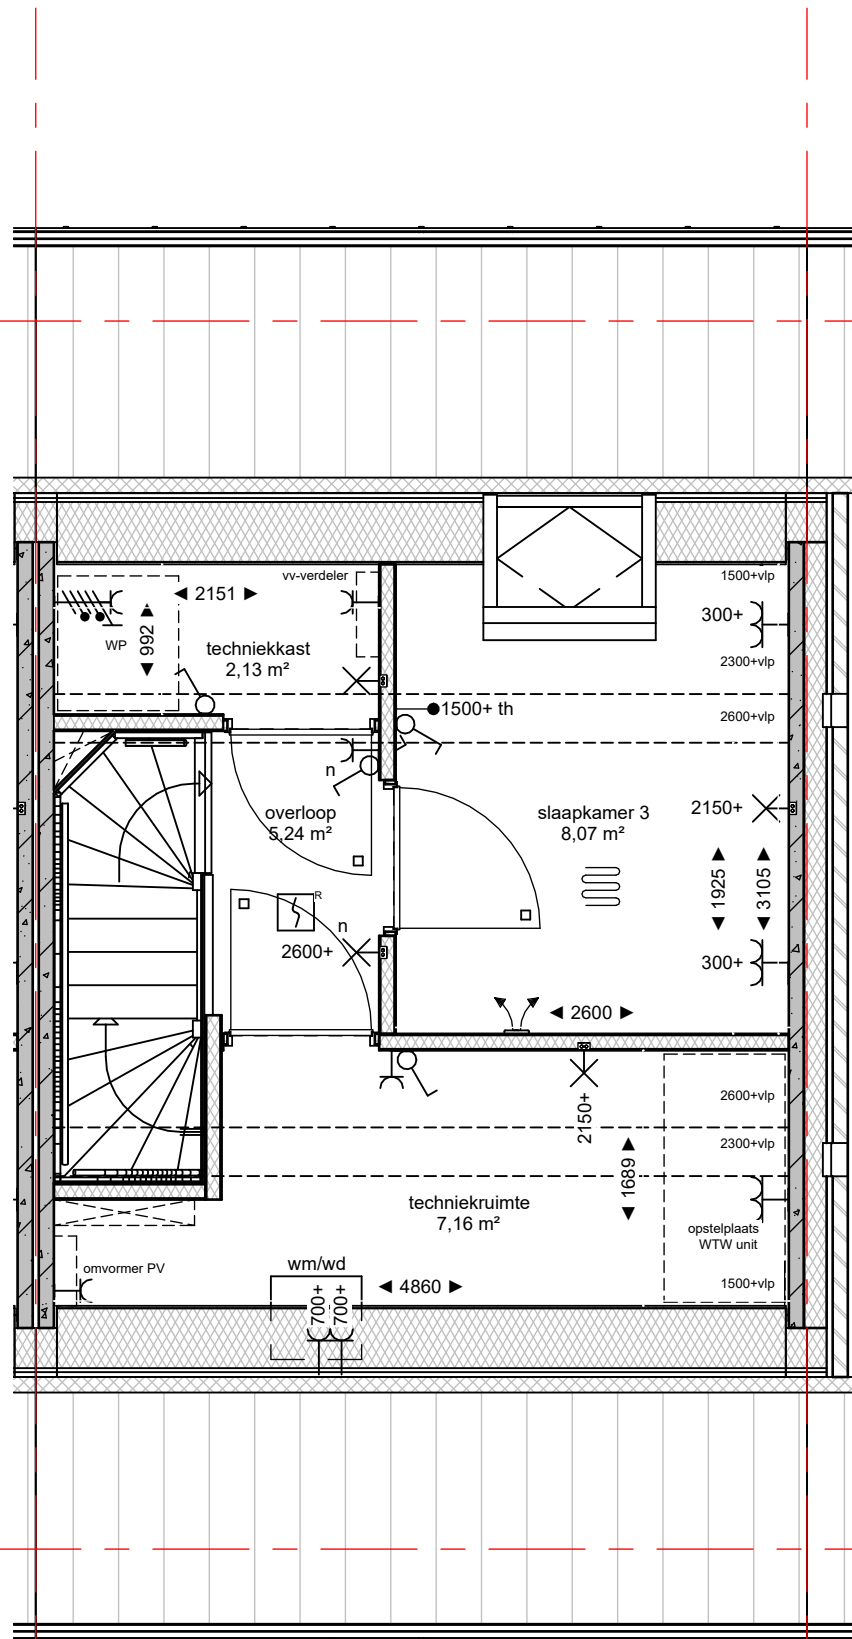 vv-verdeler
1500+vlp
2151
300+
992
WP
techniekkast
2,13 m²
2300+vlp
1500+ th
2600+vlp
n
overloop
5,24 m²
slaapkamer 3
8,07 m²
2150+
1925
3105
R
n
2600+
300+
2600
2150+
2600+vlp
2300+vlp
1689
techniekruimte
7,16 m²
opstelplaats
WTW unit
omvormer PV
wm/wd
4860
1500+vlp
700+
700+